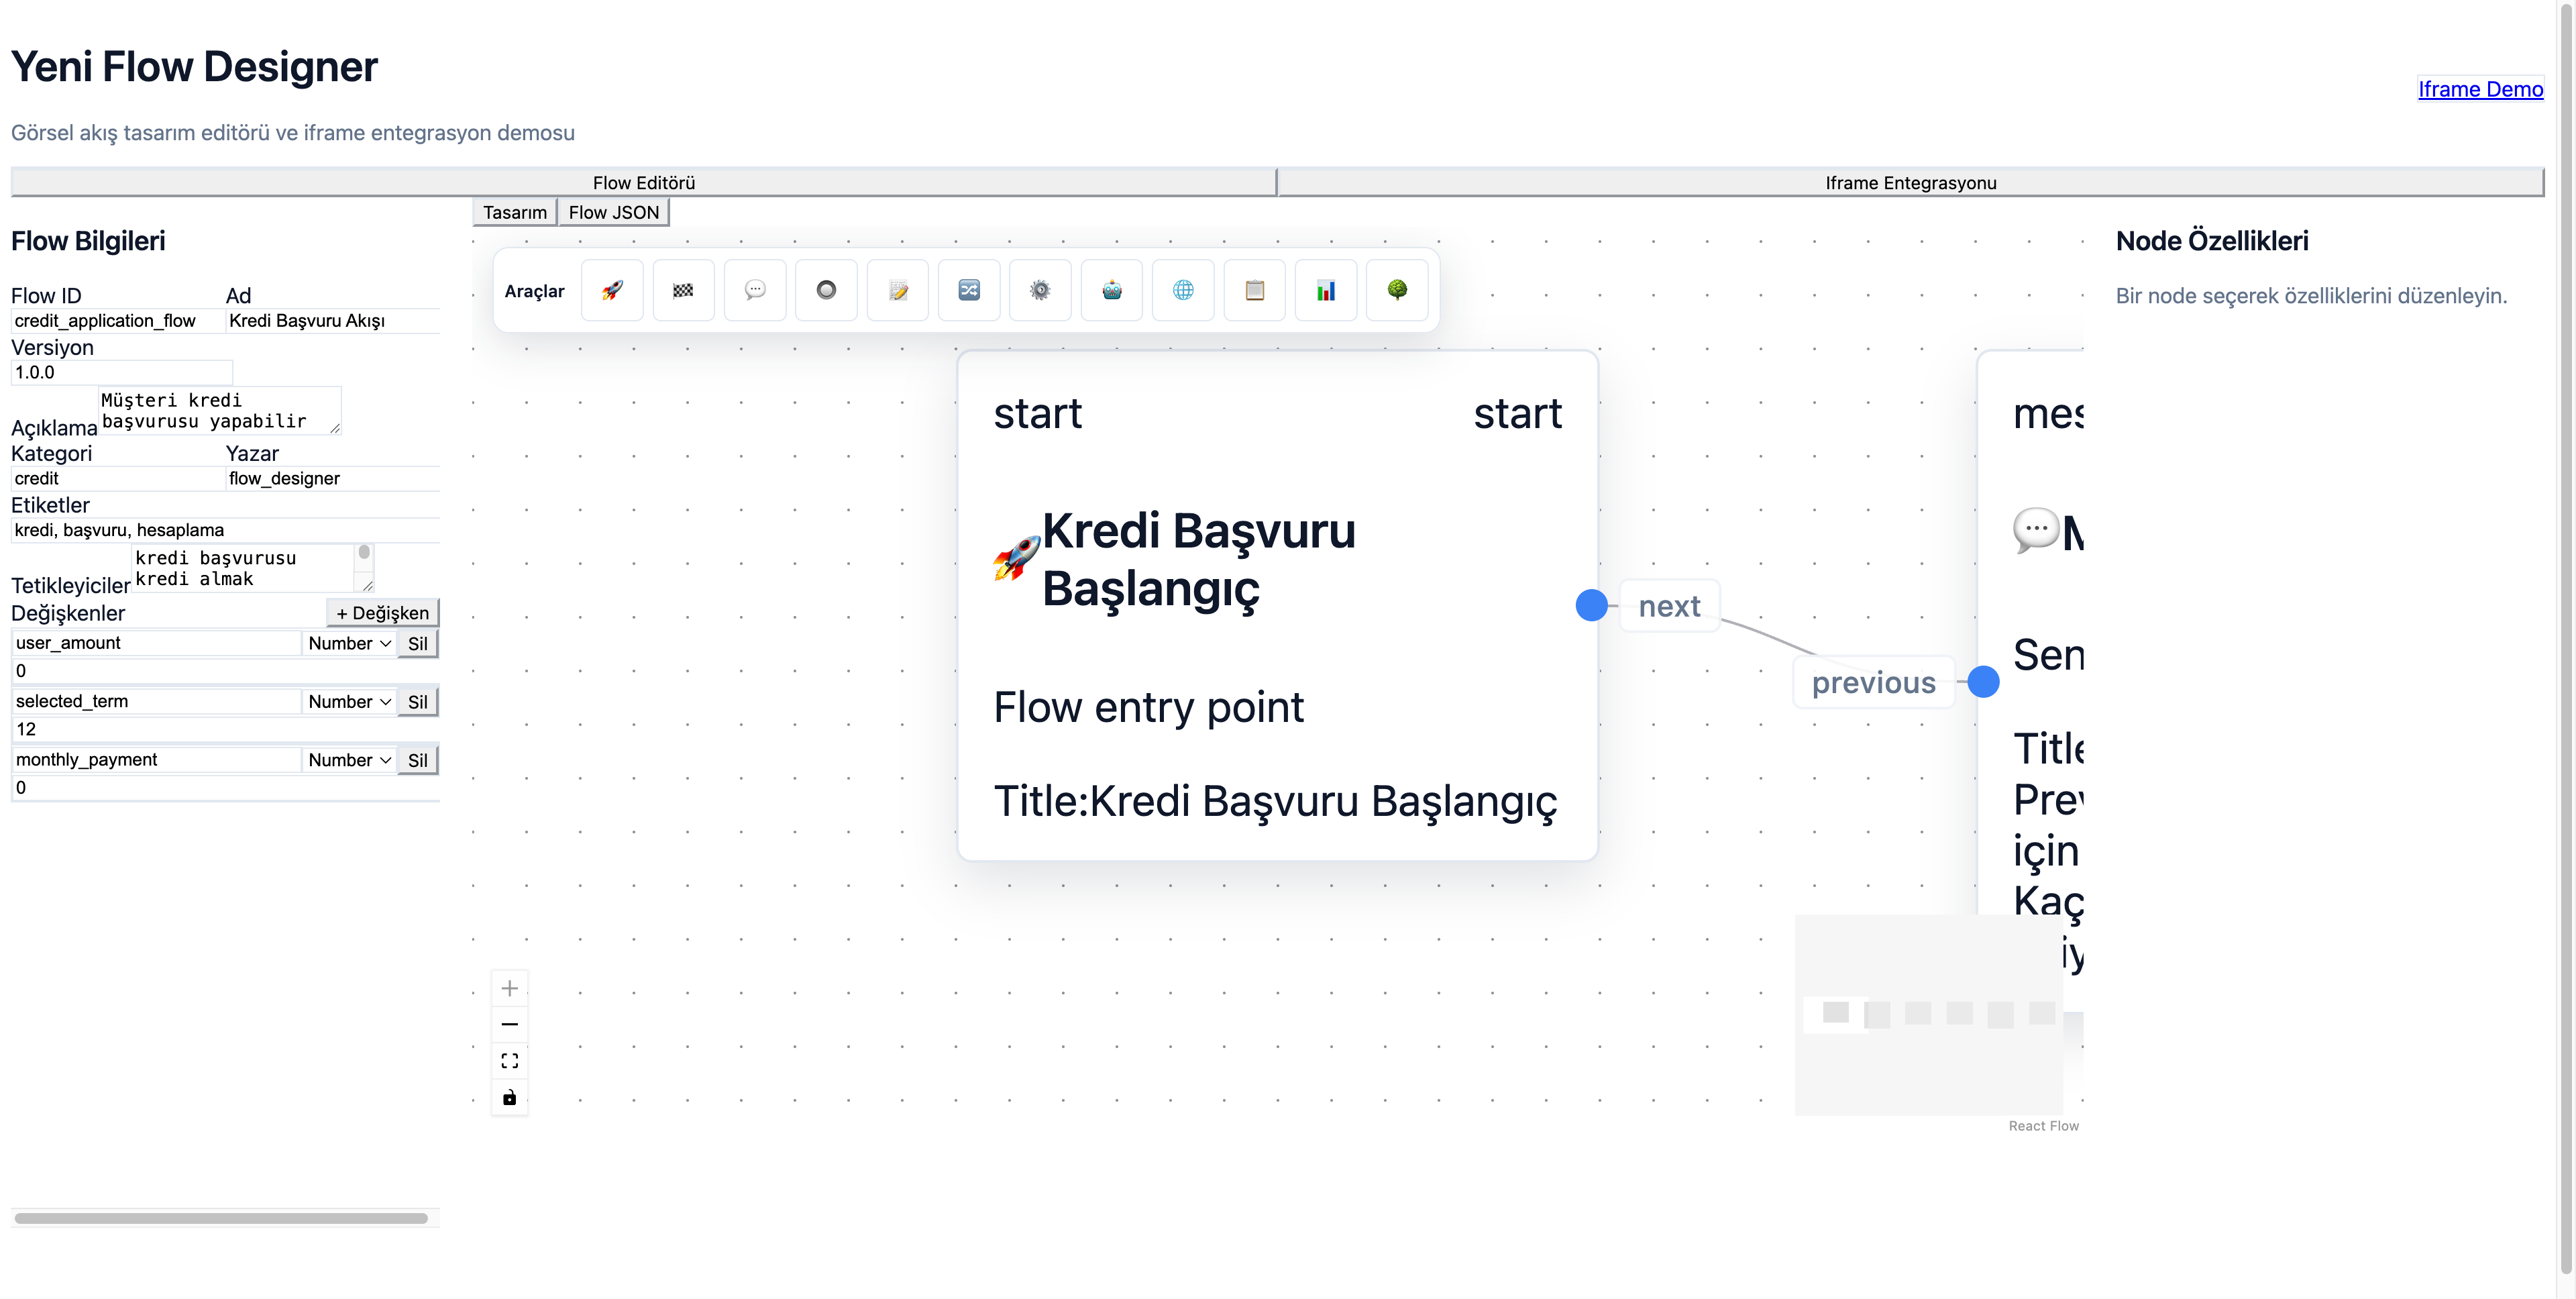 Yeni Flow Designer
Iframe Demo
Görsel akış tasarım editörü ve iframe entegrasyon demosu
Flow Editörü
Iframe Entegrasyonu
Flow Bilgileri
Flow ID
Ad
credit_application_flow
Kredi Başvuru Akışı
Versiyon
1.0.0
Açıklama
Müşteri kredi
başvurusu yapabilir
Kategori
Yazar
credit
flow_designer
Etiketler
kredi, başvuru, hesaplama
Tetikleyiciler
kredi başvurusu
kredi almak
Değişkenler
+ Değişken
user_amount
Number
Sil
0
selected_term
Number
Sil
12
monthly_payment
Number
Sil
0
Tasarım
Flow JSON
Araçlar
start
start
Kredi Başvuru
Başlangıç
Flow entry point
Title:Kredi Başvuru Başlangıç
next
previous
mes
M
Sen
Title
Prev
için
Kaç
iy
React Flow
Node Özellikleri
Bir node seçerek özelliklerini düzenleyin.